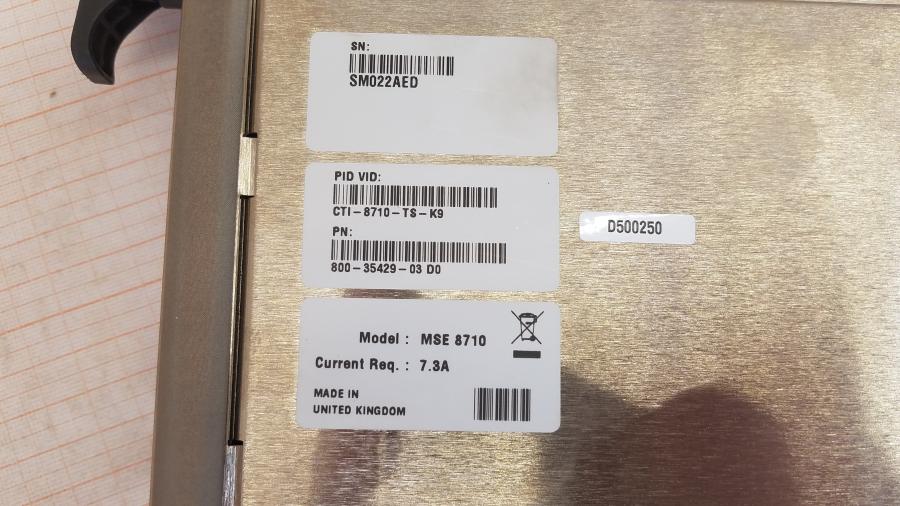 SN:
SM022AED
PID VID:
CTI-8710-TS-K9
PN:
800-35429-03 D0
D500250
Model : MSE 8710
Current Req. : 7.3A
MADE IN
UNITED KINGDOM